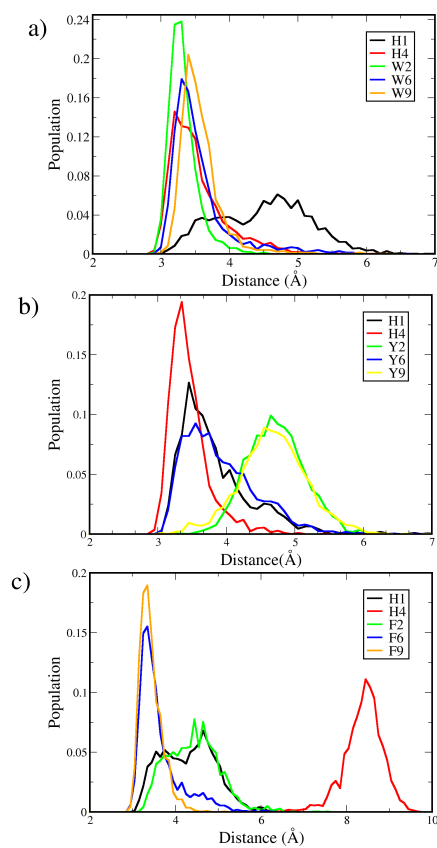 a)
0.24
0.2
0.16
0.12
0.08
0.04
0
Population
H1
H4
W2
W6
W9
2 3 4 5 6 7
Distance (Å)
b)
0.2
0.15
0.1
0.05
0
Population
H1
H4
Y2
Y6
Y9
2 3 4 5 6 7
Distance(Å)
c)
0.2
0.15
0.1
0.05
0
Population
H1
H4
F2
F6
F9
2 4 6 8 10
Distance (Å)